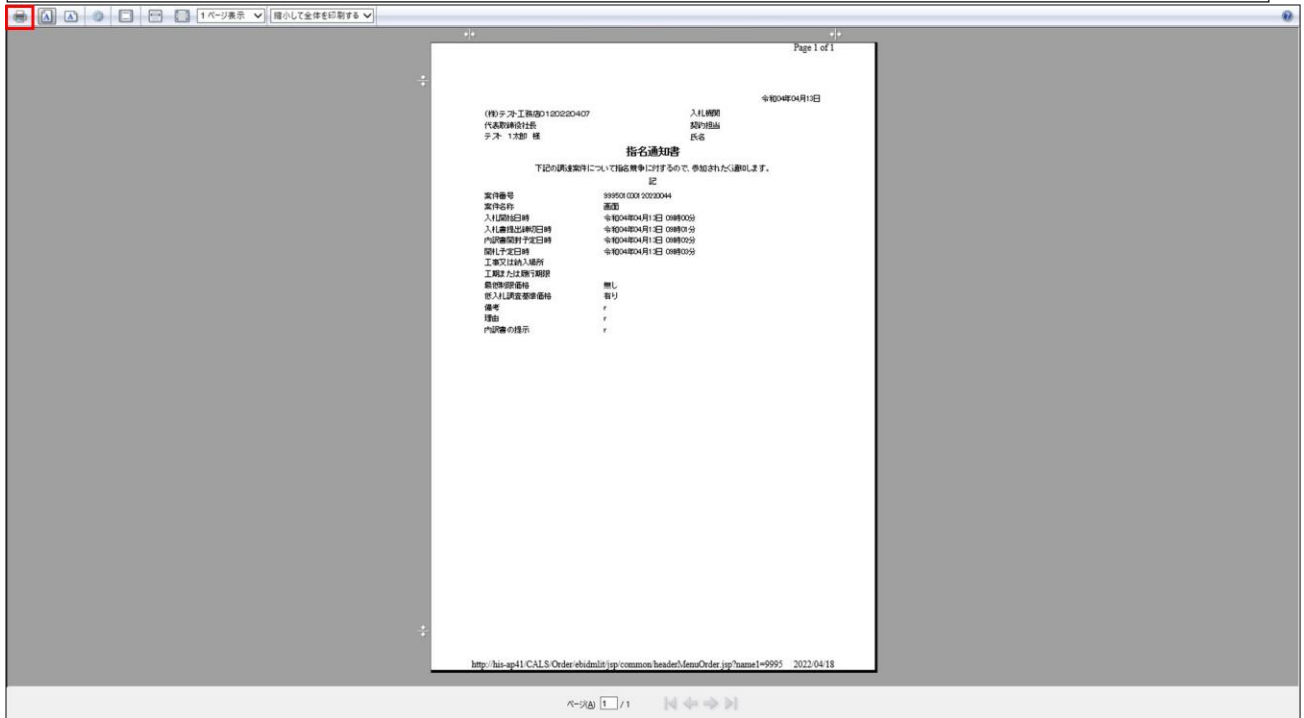 1 ページ表示 縮小して全体を印刷する
Page 1 of 1
令和04年04月13日
(株)テスト工務店0120220407 入札機関
代表取締役社長 契約担当
テスト 1太郎 様 氏名
指名通知書
下記の調達案件について指名競争に付するので、参加されたく通知します。
記
案件番号 9995010300120220044
案件名称 画面
入札開始日時 令和04年04月13日 09時00分
入札書提出締切日時 令和04年04月13日 09時01分
内訳書開封予定日時 令和04年04月13日 09時02分
開札予定日時 令和04年04月13日 09時03分
工事又は納入場所
工期または履行期限
最低制限価格 無し
低入札調査基準価格 有り
備考 r
理由 r
内訳書の提示 r
http://his-ap41/CALS/Order/ebidmlit/jsp/common/headerMenuOrder.jsp?name1=9995 2022/04/18
ページ(A) 1 / 1